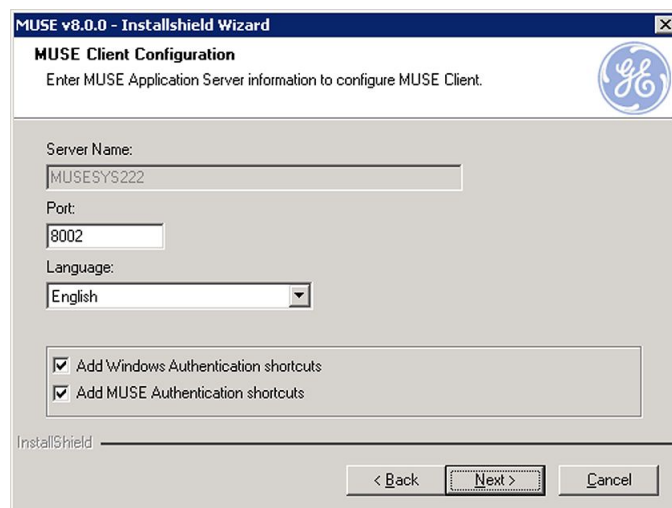 MUSE v8.0.0 - Installshield Wizard
MUSE Client Configuration
Enter MUSE Application Server information to configure MUSE Client.
GE
Server Name:
MUSESYS222
Port:
8002
Language:
English
Add Windows Authentication shortcuts
Add MUSE Authentication shortcuts
InstallShield
< Back
Next >
Cancel